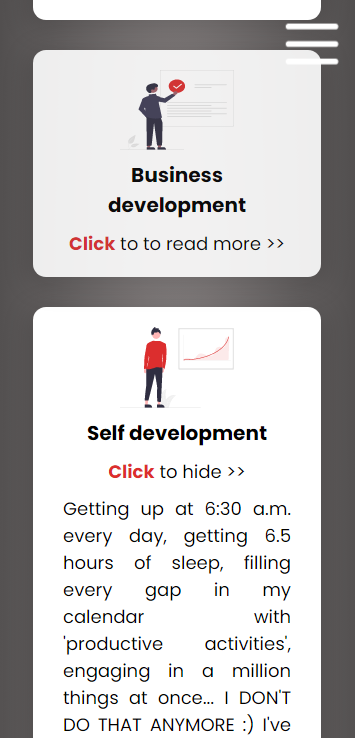 Business
development
Click to to read more >>
Self development
Click to hide >>
Getting up at 6:30 a.m.
every day, getting 6.5
hours of sleep, filling
every gap in my
calendar with
'productive activities',
engaging in a million
things at once... I DON'T
DO THAT ANYMORE :) I've